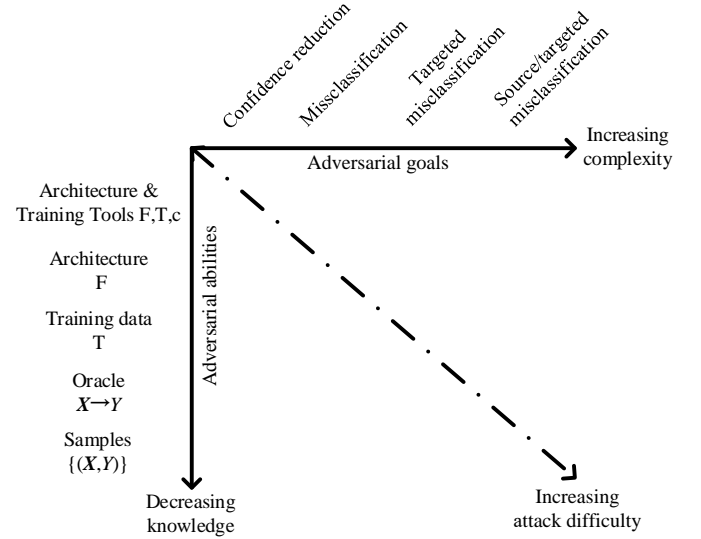 Confidence reduction
Missclassification
Targeted
misclassification
Source/targeted
misclassification
Increasing
complexity
Adversarial goals
Architecture &
Training Tools F,T,c
Architecture
F
Training data
T
Oracle
X→Y
Samples
{(X,Y)}
Adversarial abilities
Decreasing
knowledge
Increasing
attack difficulty